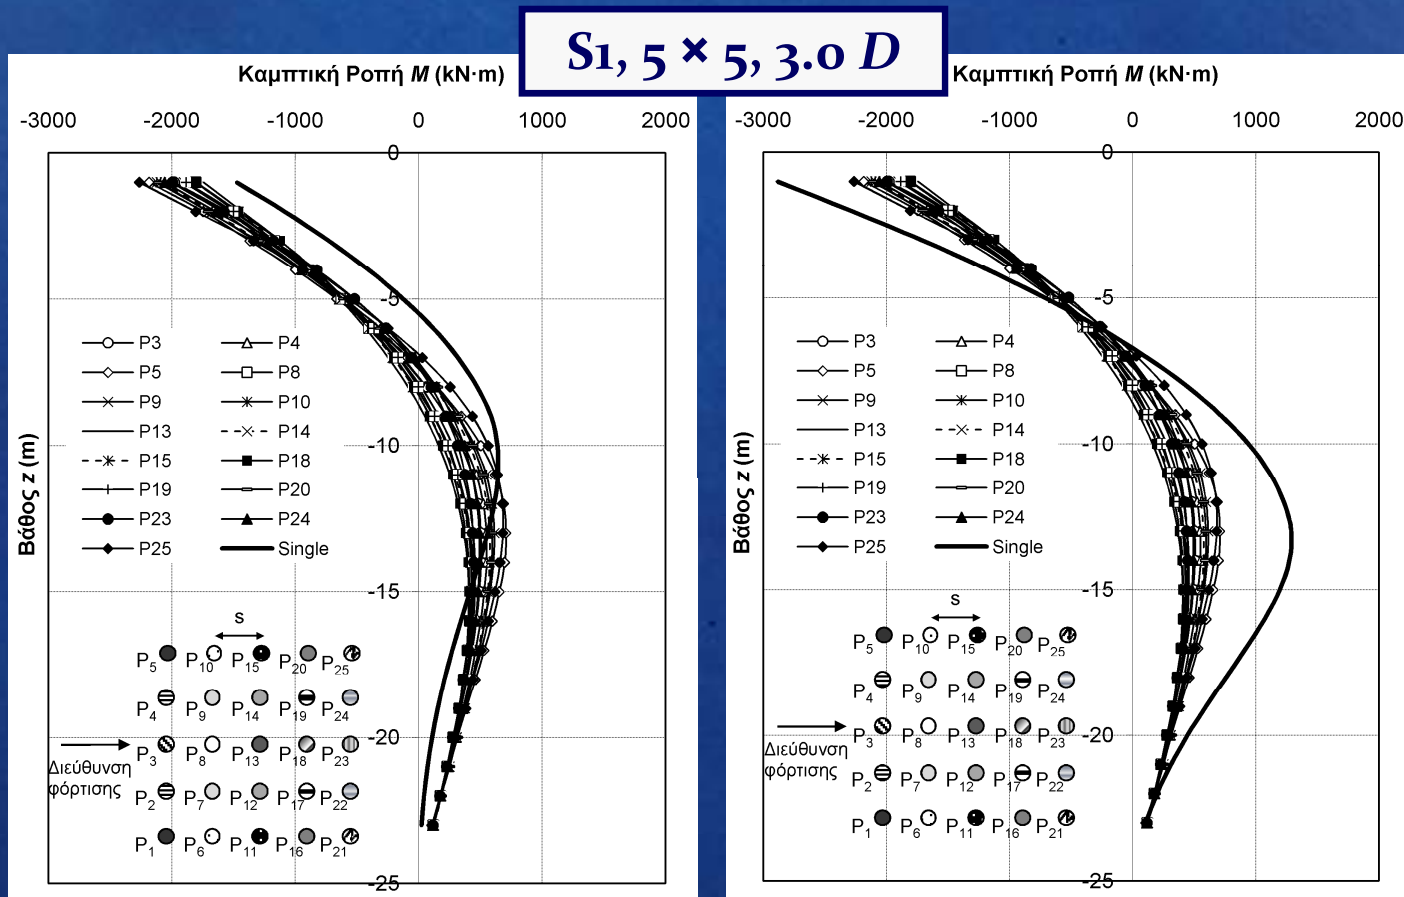 S1, 5 × 5, 3.0 D
Καμπτική Ροπή M (kN·m)
-3000 -2000 -1000 0 1000 2000
0
-5
-10
-15
-20
-25
Βάθος z (m)
P3 P4
P5 P8
P9 P10
P13 P14
P15 P18
P19 P20
P23 P24
P25 Single
s
P5 P10 P15 P20 P25
P4 P9 P14 P19 P24
P3 P8 P13 P18 P23
Διεύθυνση
φόρτισης
P2 P7 P12 P17 P22
P1 P6 P11 P16 P21
Καμπτική Ροπή M (kN·m)
-3000 -2000 -1000 0 1000 2000
0
-5
-10
-15
-20
-25
Βάθος z (m)
P3 P4
P5 P8
P9 P10
P13 P14
P15 P18
P19 P20
P23 P24
P25 Single
s
P5 P10 P15 P20 P25
P4 P9 P14 P19 P24
P3 P8 P13 P18 P23
Διεύθυνση
φόρτισης
P2 P7 P12 P17 P22
P1 P6 P11 P16 P21